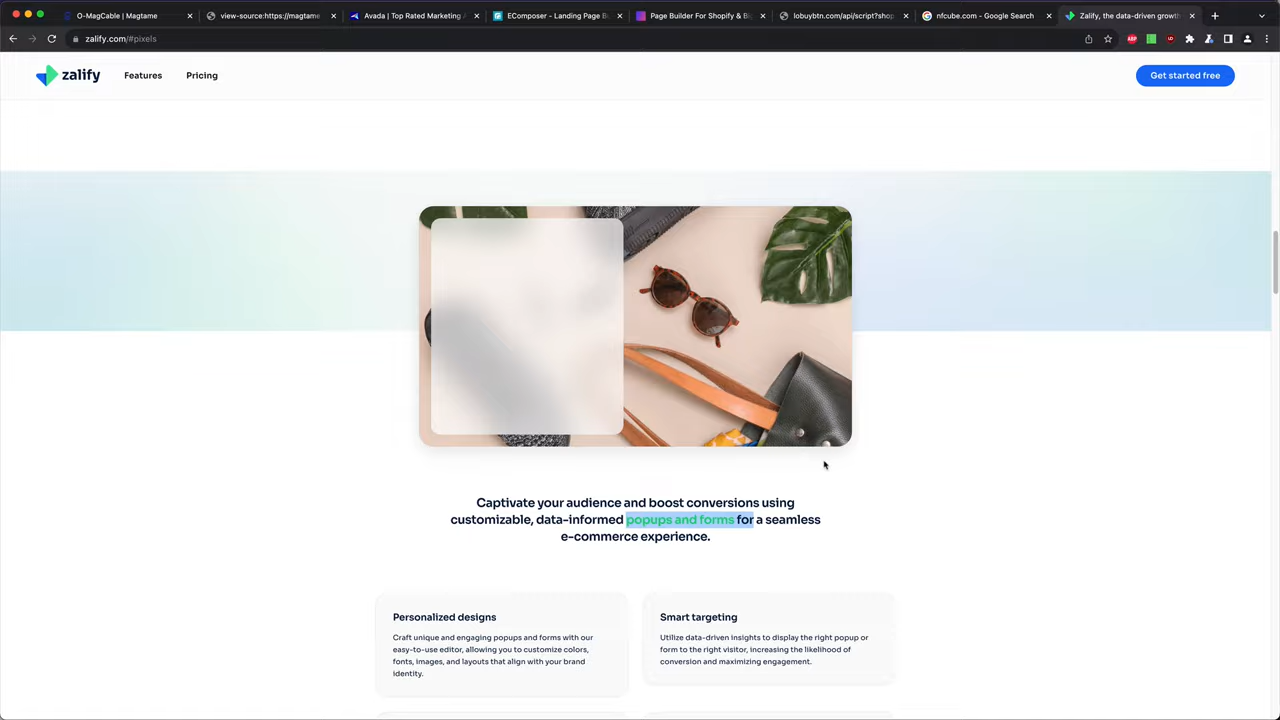 O-MagCable | Magtame
view-source:https://magtame
Avada | Top Rated Marketing A
EComposer - Landing Page Bu
Page Builder For Shopify & Big
lobuybtn.com/api/script?shop
nfcube.com - Google Search
Zalify, the data-driven growth
zalify.com/#pixels
zalify
Features
Pricing
Get started free
Captivate your audience and boost conversions using
customizable, data-informed popups and forms for a seamless
e-commerce experience.
Personalized designs
Craft unique and engaging popups and forms with our
easy-to-use editor, allowing you to customize colors,
fonts, images, and layouts that align with your brand
identity.
Smart targeting
Utilize data-driven insights to display the right popup or
form to the right visitor, increasing the likelihood of
conversion and maximizing engagement.